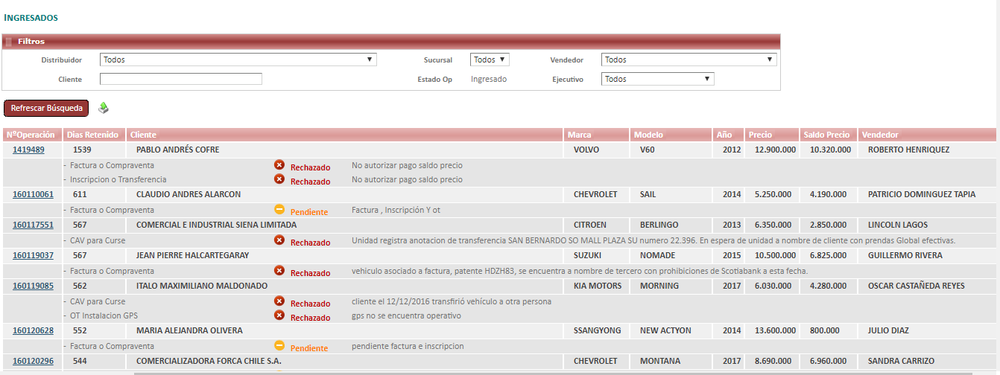 INGRESADOS
Filtros
Distribuidor Todos Sucursal Todos Vendedor Todos
Cliente Estado Op Ingresado Ejecutivo Todos
Refrescar Búsqueda
NºOperación Dias Retenido Cliente Marca Modelo Año Precio Saldo Precio Vendedor
1419489 1539 PABLO ANDRÉS COFRE VOLVO V60 2012 12.900.000 10.320.000 ROBERTO HENRIQUEZ
- Factura o Compraventa Rechazado No autorizar pago saldo precio
- Inscripcion o Transferencia Rechazado No autorizar pago saldo precio
160110061 611 CLAUDIO ANDRES ALARCON CHEVROLET SAIL 2014 5.250.000 4.190.000 PATRICIO DOMINGUEZ TAPIA
- Factura o Compraventa Pendiente Factura , Inscripción Y ot
160117551 567 COMERCIAL E INDUSTRIAL SIENA LIMITADA CITROEN BERLINGO 2013 6.350.000 2.850.000 LINCOLN LAGOS
- CAV para Curse Rechazado Unidad registra anotacion de transferencia SAN BERNARDO SO MALL PLAZA SU numero 22.396. En espera de unidad a nombre de cliente con prendas Global efectivas.
160119037 567 JEAN PIERRE HALCARTEGARAY SUZUKI NOMADE 2015 10.500.000 6.825.000 GUILLERMO RIVERA
- Factura o Compraventa Rechazado vehiculo asociado a factura, patente HDZH83, se encuentra a nombre de tercero con prohibiciones de Scotiabank a esta fecha.
160119085 562 ITALO MAXIMILIANO MALDONADO KIA MOTORS MORNING 2017 6.030.000 4.280.000 OSCAR CASTAÑEDA REYES
- CAV para Curse Rechazado cliente el 12/12/2016 transfirió vehículo a otra persona
- OT Instalacion GPS Rechazado gps no se encuentra operativo
160120628 552 MARIA ALEJANDRA OLIVERA SSANGYONG NEW ACTYON 2014 13.600.000 800.000 JULIO DIAZ
- Factura o Compraventa Pendiente pendiente factura e inscripcion
160120296 544 COMERCIALIZADORA FORCA CHILE S.A. CHEVROLET MONTANA 2017 8.690.000 6.960.000 SANDRA CARRIZO